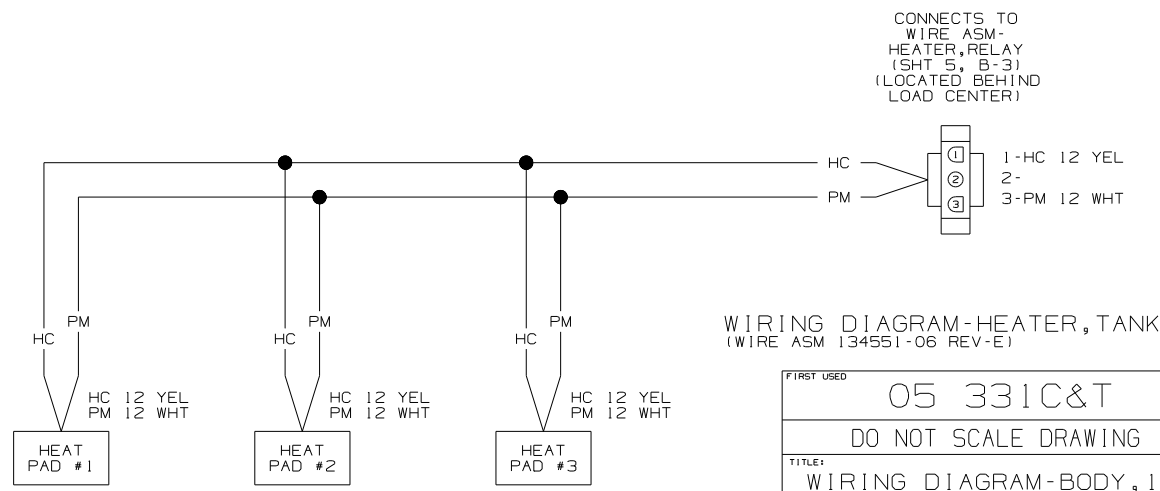 CONNECTS TO
WIRE ASM-
HEATER,RELAY
(SHT 5, B-3)
(LOCATED BEHIND
LOAD CENTER)
HC
PM
1
2
3
1-HC 12 YEL
2-
3-PM 12 WHT
HC
PM
HC
PM
HC
PM
HC 12 YEL
PM 12 WHT
HC 12 YEL
PM 12 WHT
HC 12 YEL
PM 12 WHT
HEAT
PAD #1
HEAT
PAD #2
HEAT
PAD #3
WIRING DIAGRAM-HEATER,TANK
(WIRE ASM 134551-06 REV-E)
FIRST USED
05 331C&T
DO NOT SCALE DRAWING
TITLE:
WIRING DIAGRAM-BODY,1